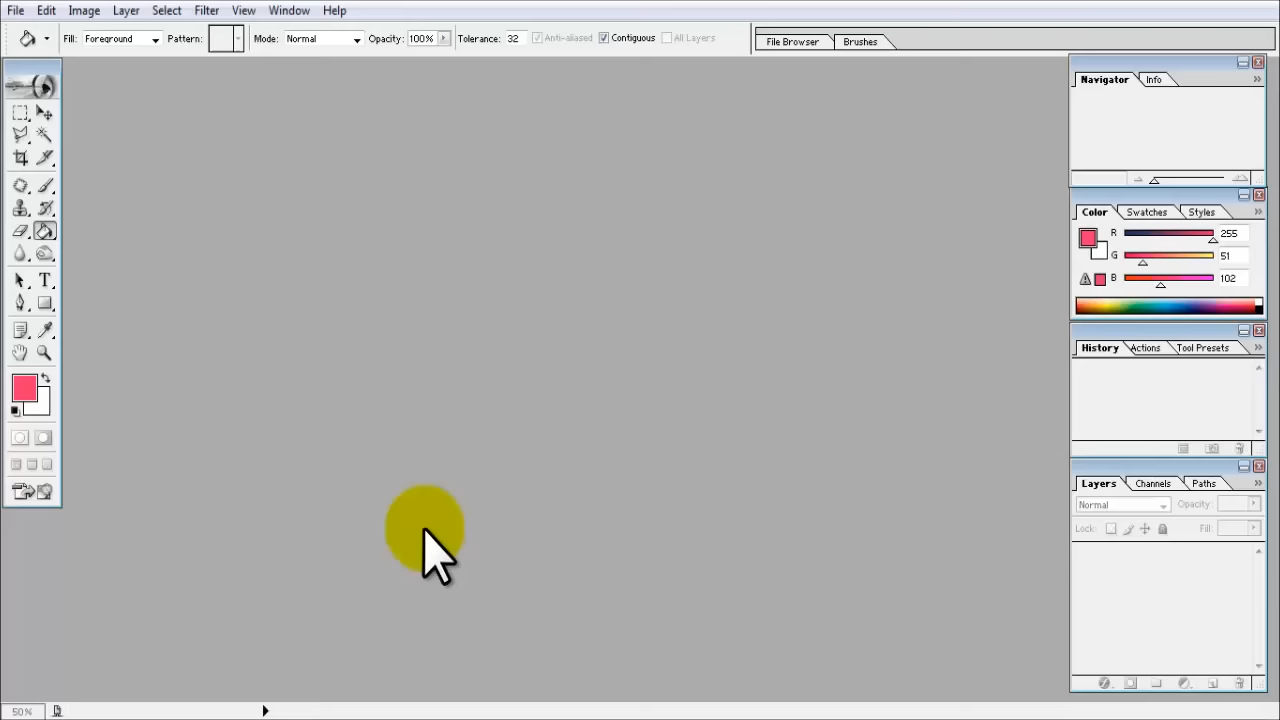 File Edit Image Layer Select Filter View Window Help
Fill: Foreground Pattern: Mode: Normal Opacity: 100% Tolerance: 32 Anti-aliased Contiguous All Layers
File Browser Brushes
Navigator Info
Color Swatches Styles
R 255
G 51
B 102
History Actions Tool Presets
Layers Channels Paths
Normal Opacity:
Lock: Fill:
T
50%